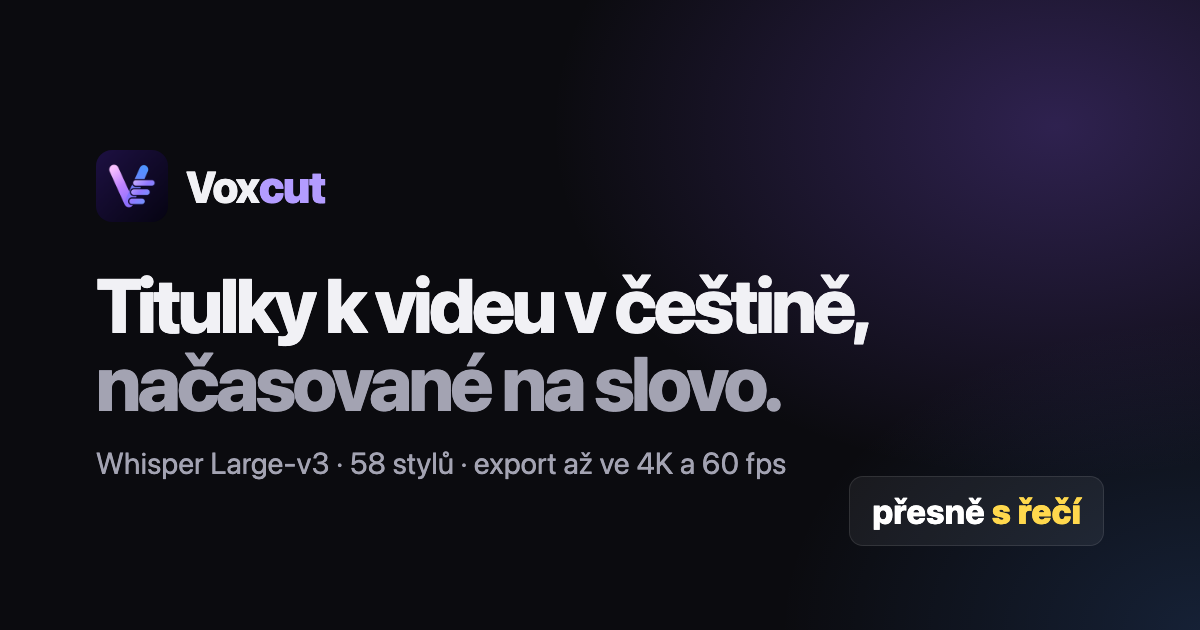 Voxcut
Titulky k videu v češtině,
načasované na slovo.
Whisper Large-v3 · 58 stylů · export až ve 4K a 60 fps
přesně s řečí